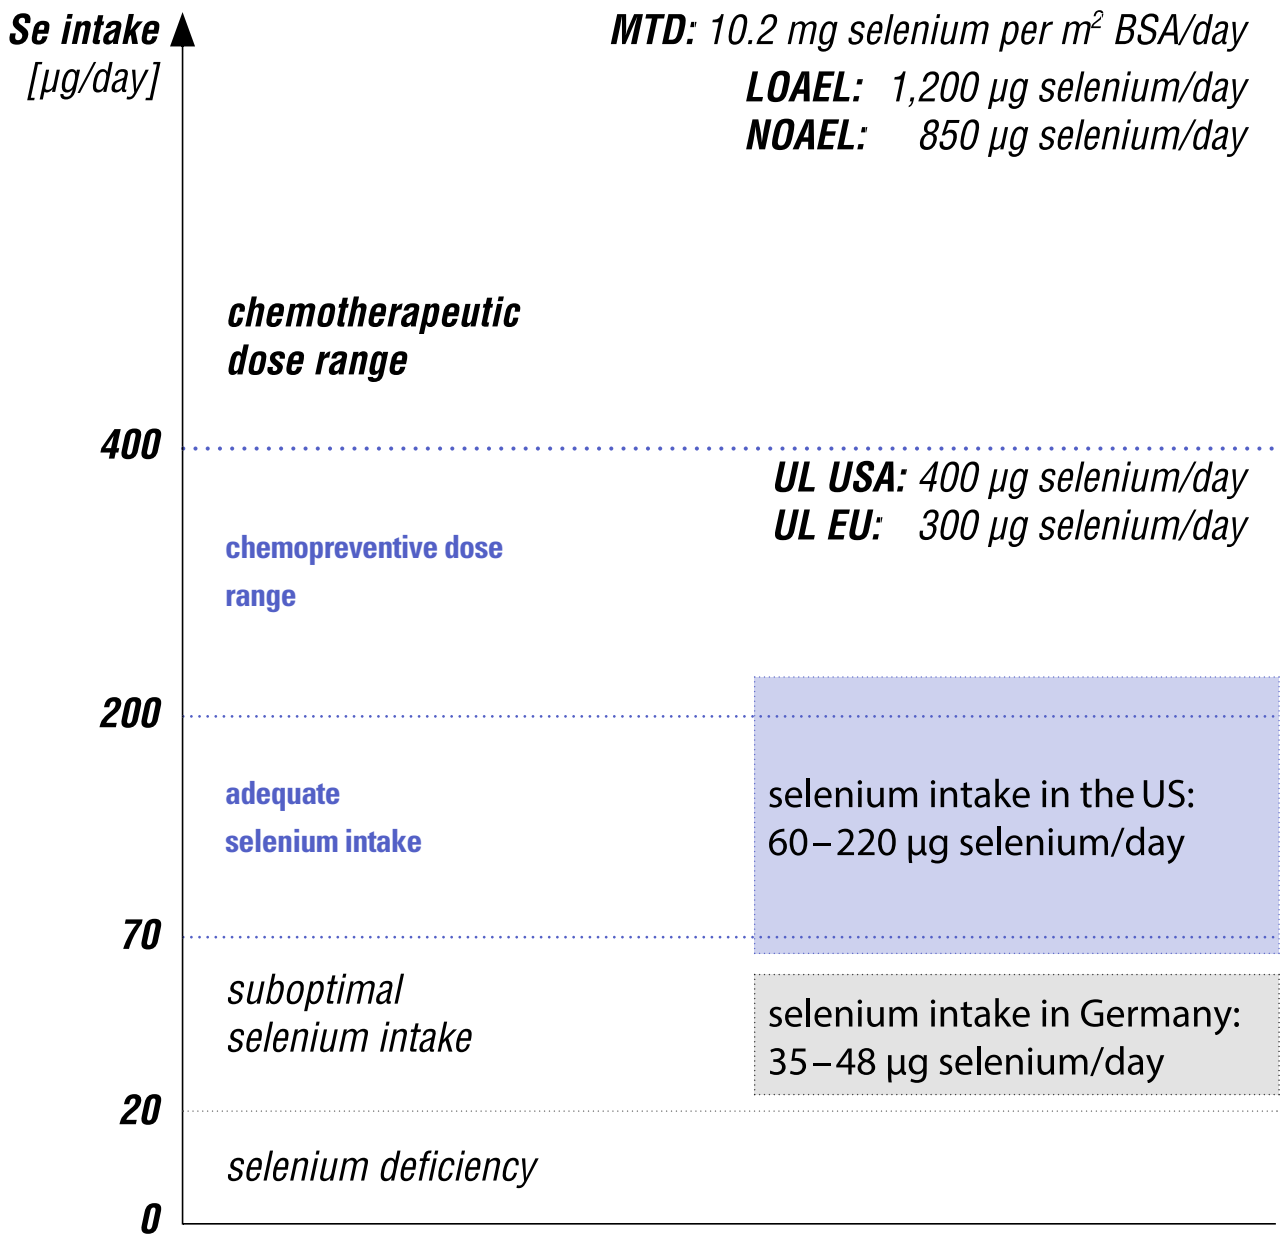 Se intake
[µg/day]
MTD: 10.2 mg selenium per m² BSA/day
LOAEL: 1,200 µg selenium/day
NOAEL: 850 µg selenium/day
chemotherapeutic
dose range
400
UL USA: 400 µg selenium/day
UL EU: 300 µg selenium/day
chemopreventive dose
range
200
adequate
selenium intake
selenium intake in the US:
60–220 µg selenium/day
70
suboptimal
selenium intake
selenium intake in Germany:
35–48 µg selenium/day
20
selenium deficiency
0